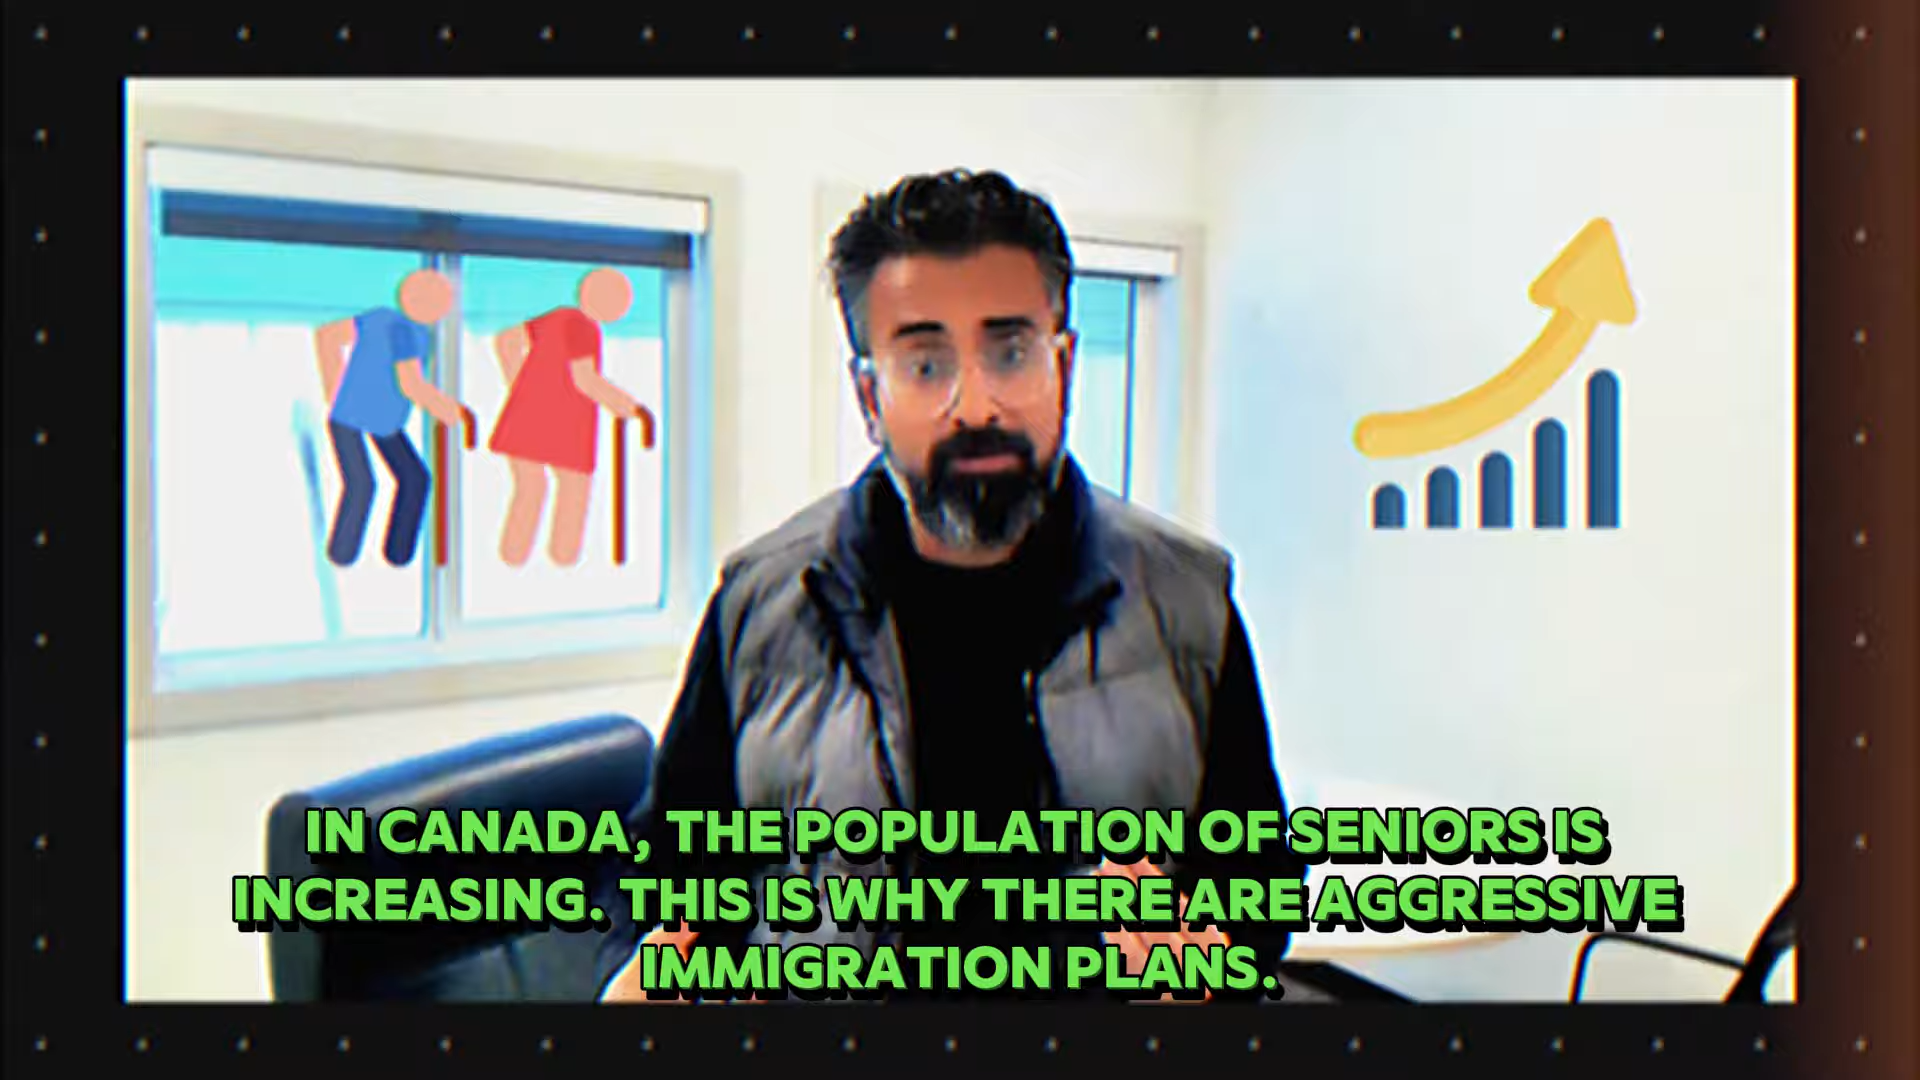 IN CANADA, THE POPULATION OF SENIORS IS
INCREASING. THIS IS WHY THERE ARE AGGRESSIVE
IMMIGRATION PLANS.